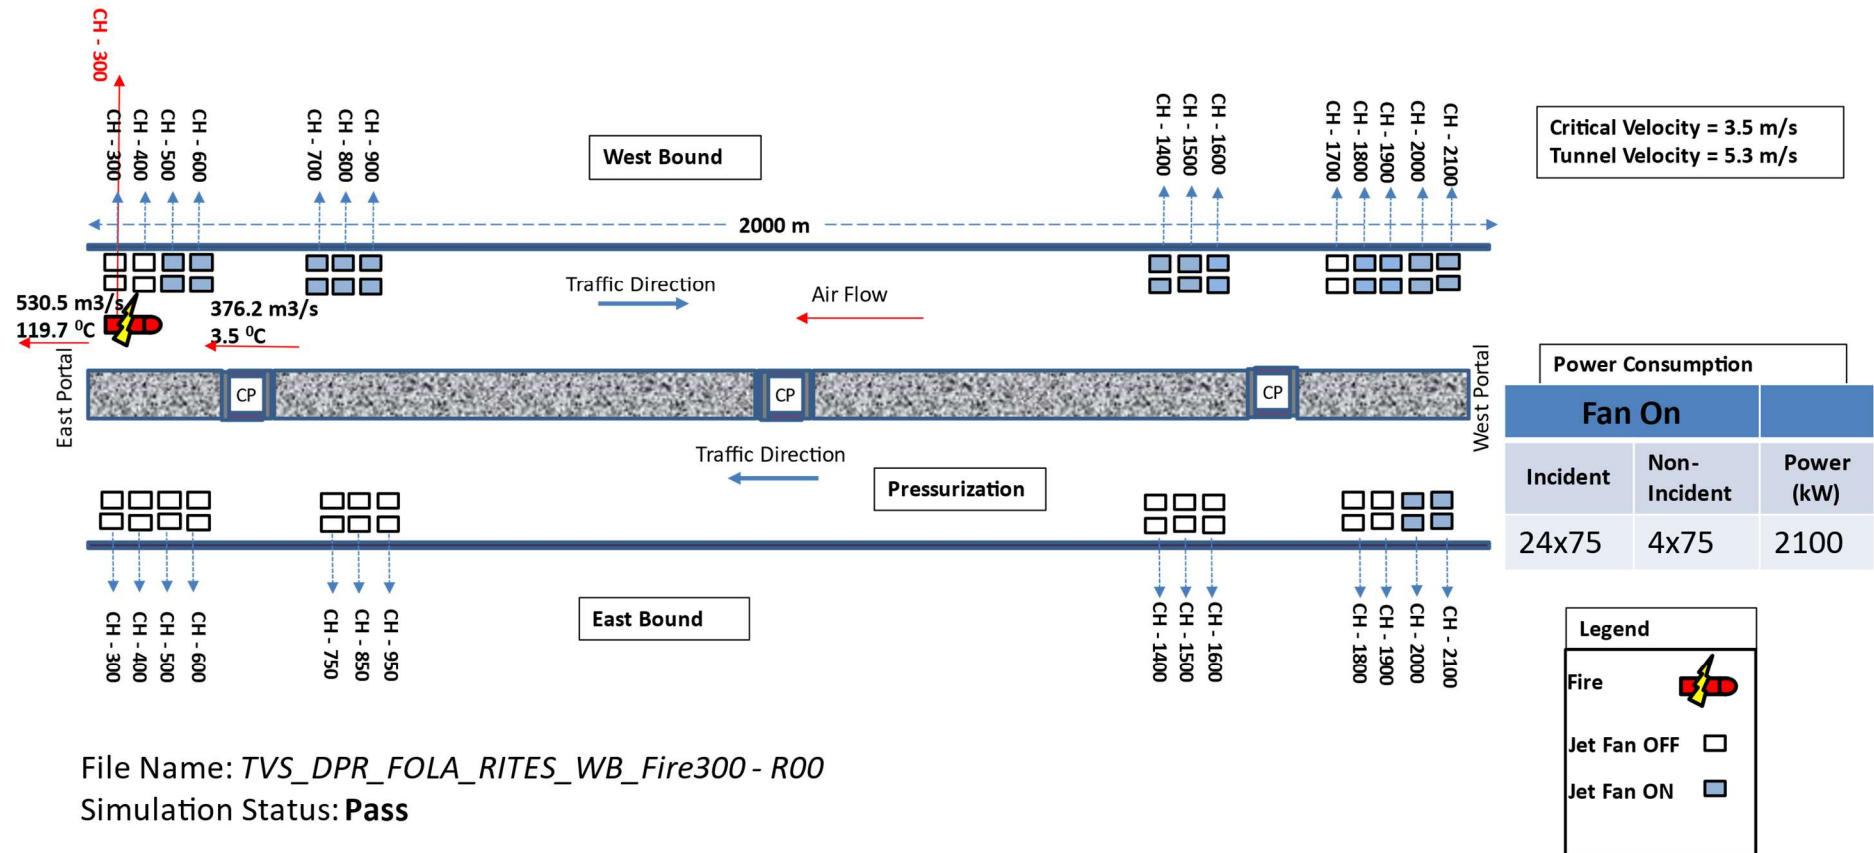 CH - 300
CH - 300
CH - 400
CH - 500
CH - 600
CH - 700
CH - 800
CH - 900
West Bound
CH - 1400
CH - 1500
CH - 1600
CH - 1700
CH - 1800
CH - 1900
CH - 2000
CH - 2100
Critical Velocity = 3.5 m/s
Tunnel Velocity = 5.3 m/s
2000 m
Traffic Direction
Air Flow
530.5 m3/s
119.7 ⁰C
376.2 m3/s
3.5 ⁰C
East Portal
CP
CP
CP
West Portal
Power Consumption
Fan On
Incident
Non-
Incident
Power
(kW)
24x75
4x75
2100
Traffic Direction
Pressurization
CH - 300
CH - 400
CH - 500
CH - 600
CH - 750
CH - 850
CH - 950
East Bound
CH - 1400
CH - 1500
CH - 1600
CH - 1800
CH - 1900
CH - 2000
CH - 2100
Legend
Fire
Jet Fan OFF
Jet Fan ON
File Name: TVS_DPR_FOLA_RITES_WB_Fire300 - R00
Simulation Status: Pass